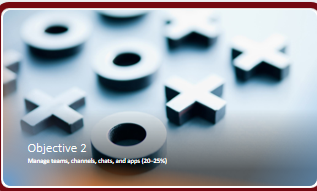 Objective 2
Manage teams, channels, chats, and apps (20–25%)